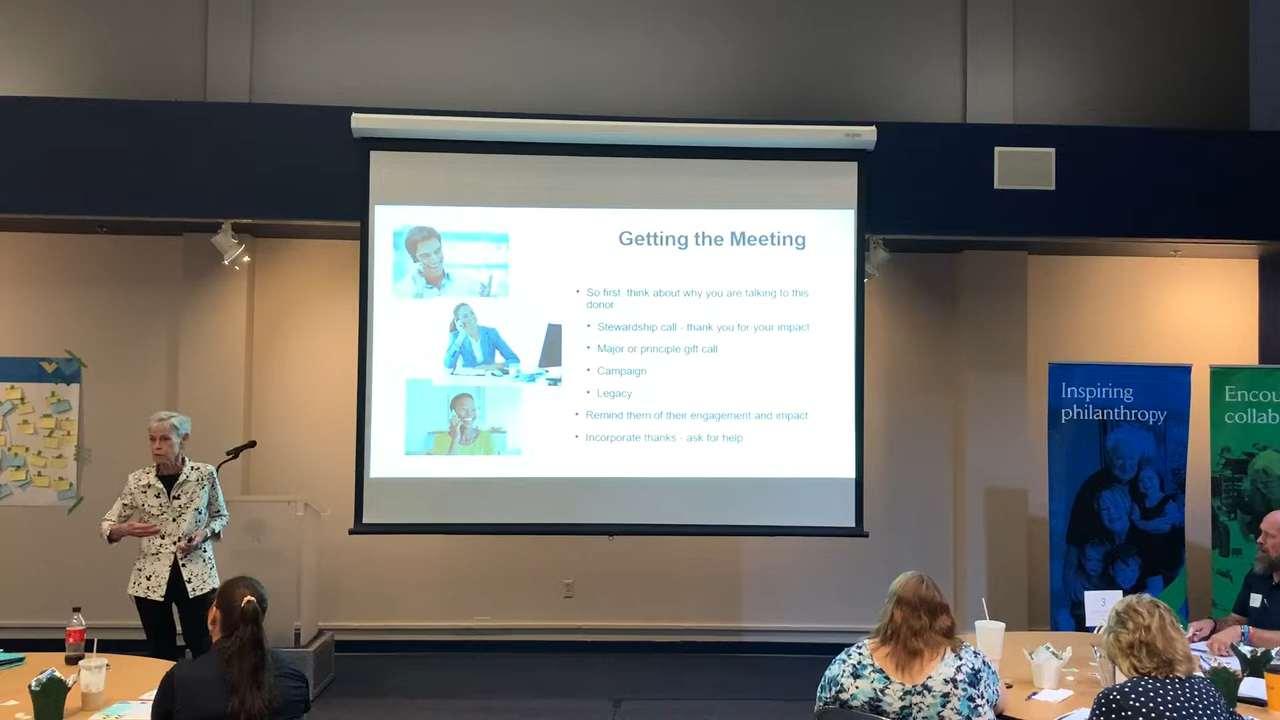 Getting the Meeting
• So first, think about why you are talking to this
donor
• Stewardship call - thank you for your impact
• Major or principle gift call
• Campaign
• Legacy
• Remind them of their engagement and impact
• Incorporate thanks - ask for help
Inspiring
philanthropy
Encou
collab
3